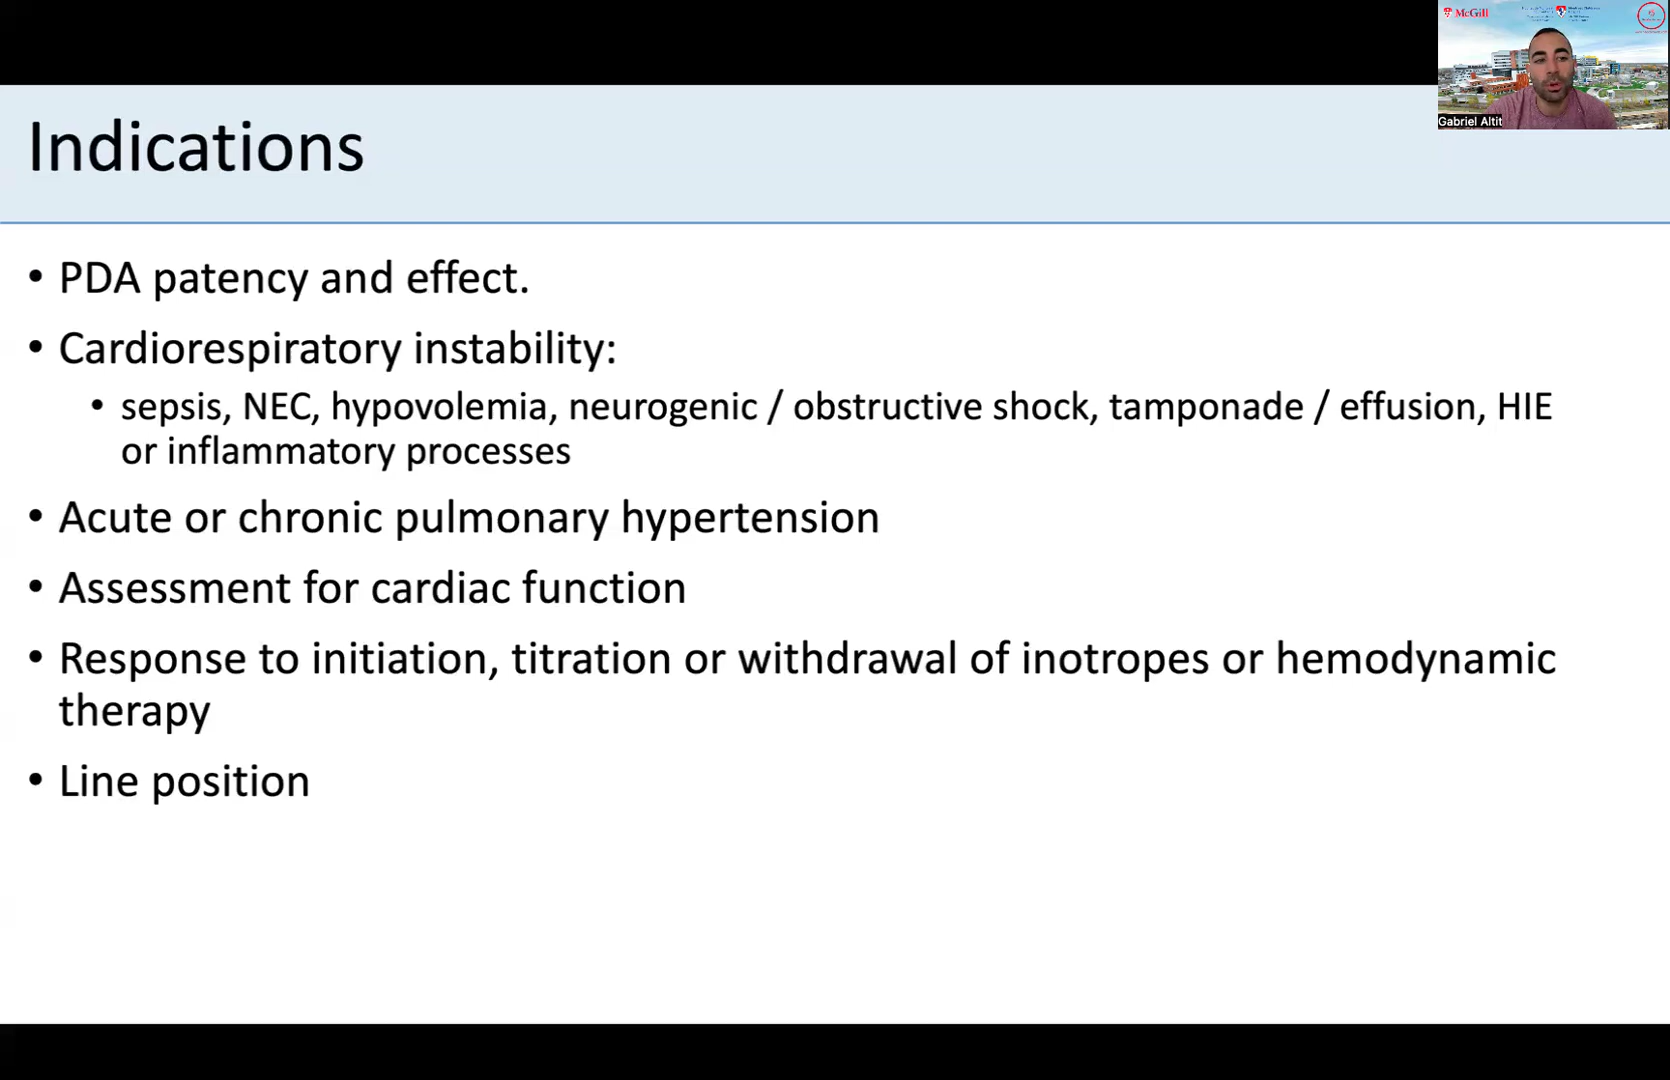 McGill
Gabriel Altit
Indications
• PDA patency and effect.
• Cardiorespiratory instability:
• sepsis, NEC, hypovolemia, neurogenic / obstructive shock, tamponade / effusion, HIE
or inflammatory processes
• Acute or chronic pulmonary hypertension
• Assessment for cardiac function
• Response to initiation, titration or withdrawal of inotropes or hemodynamic
therapy
• Line position